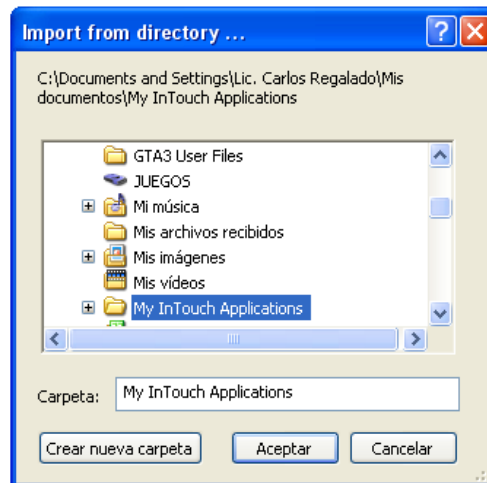 Import from directory ...
C:\Documents and Settings\Lic. Carlos Regalado\Mis
documentos\My InTouch Applications
GTA3 User Files
JUEGOS
Mi música
Mis archivos recibidos
Mis imágenes
Mis vídeos
My InTouch Applications
Carpeta: My InTouch Applications
Crear nueva carpeta Aceptar Cancelar